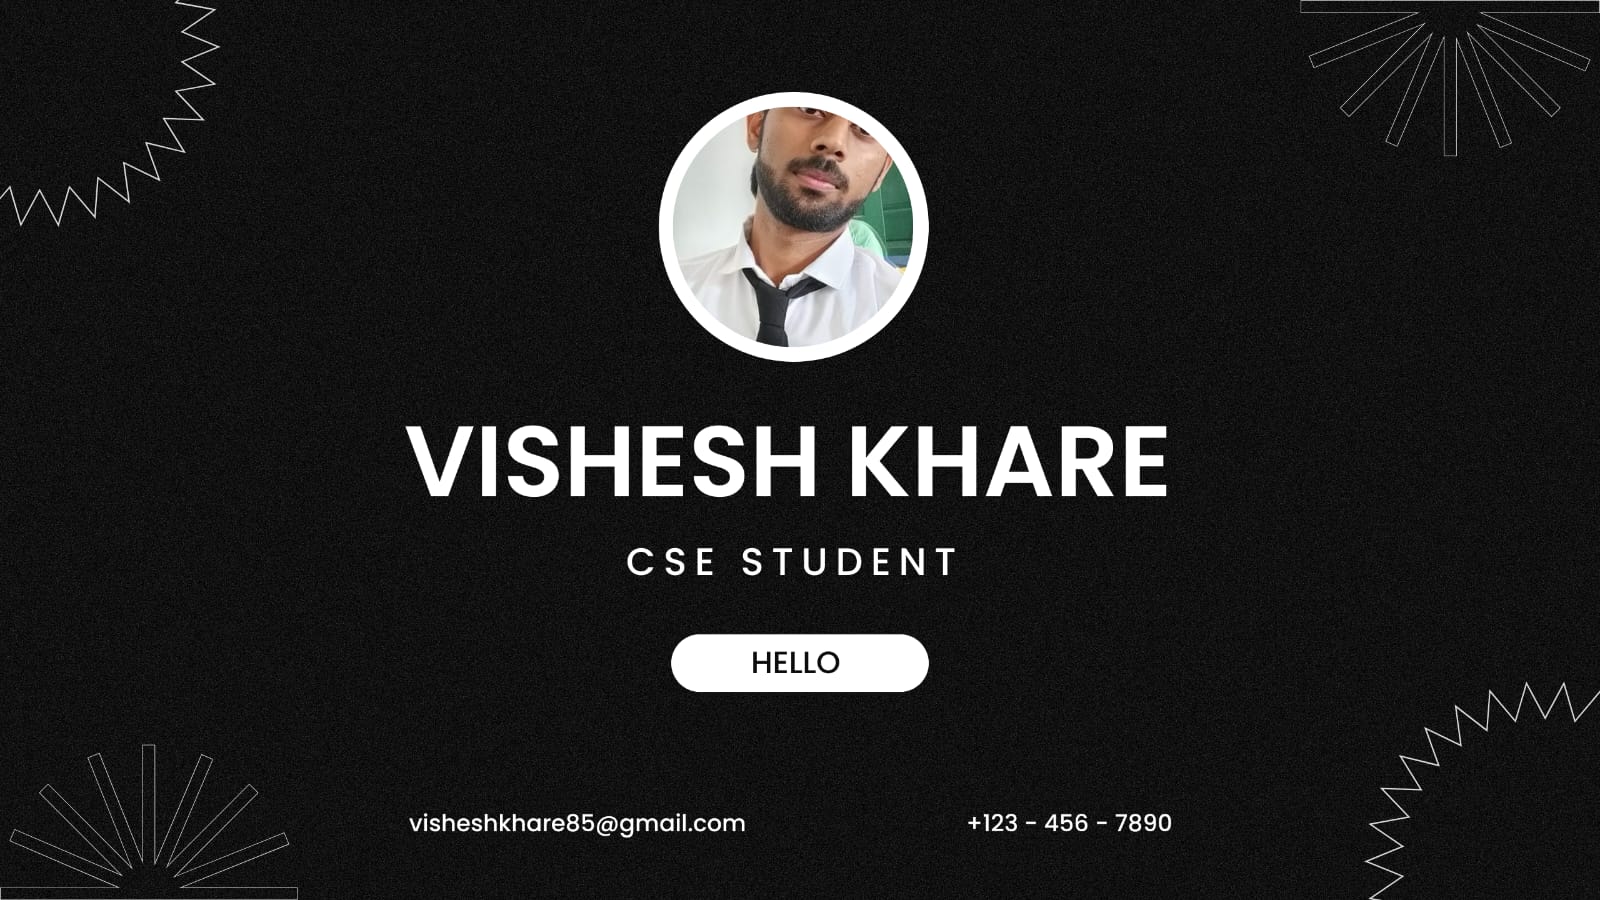 VISHESH KHARE
CSE STUDENT
HELLO
visheshkhare85@gmail.com
+123 - 456 - 7890